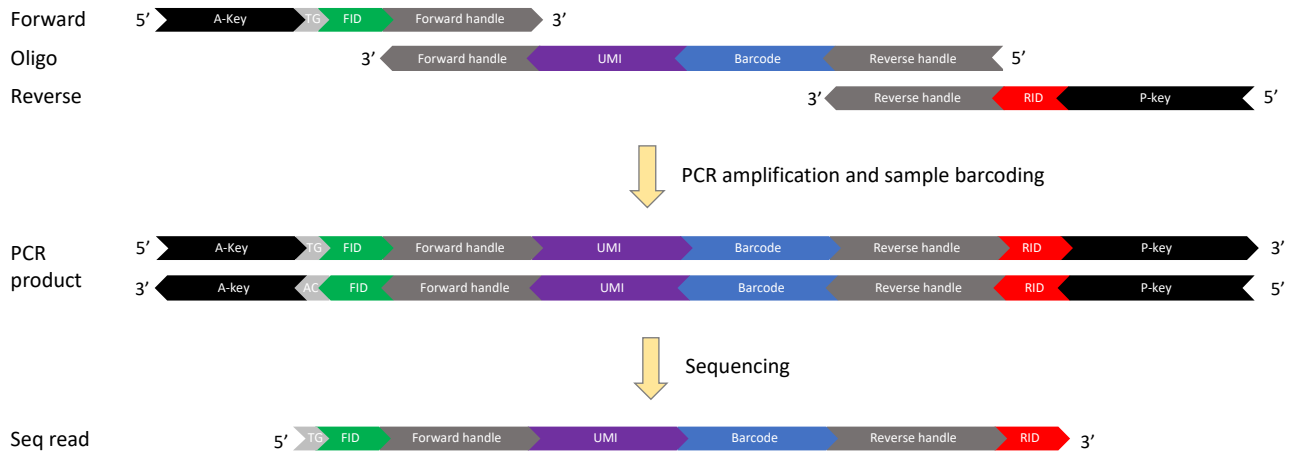 Forward 5’ A-Key TG FID Forward handle 3’
Oligo 3’ Forward handle UMI Barcode Reverse handle 5’
Reverse 3’ Reverse handle RID P-key 5’
PCR amplification and sample barcoding
PCR product
5’ A-Key TG FID Forward handle UMI Barcode Reverse handle RID P-key 3’
3’ A-key AC FID Forward handle UMI Barcode Reverse handle RID P-key 5’
Sequencing
Seq read 5’ TG FID Forward handle UMI Barcode Reverse handle RID 3’